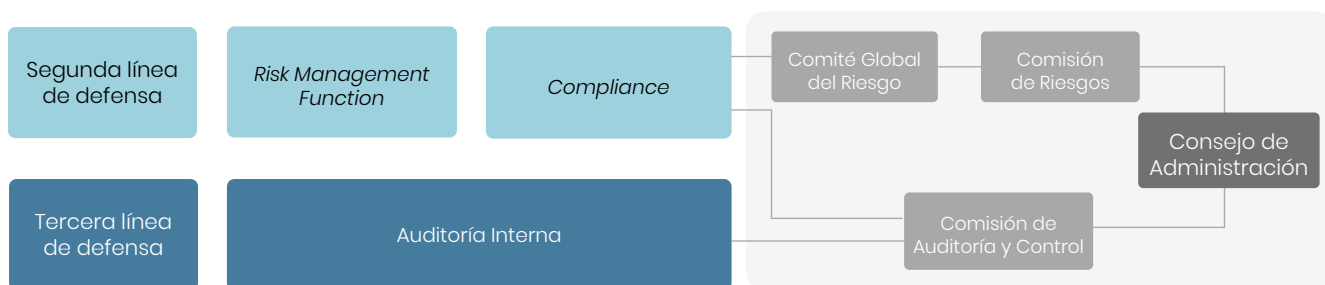 Segunda línea
de defensa
Risk Management
Function
Compliance
Comité Global
del Riesgo
Comisión
de Riesgos
Consejo de
Administración
Tercera línea
de defensa
Auditoría Interna
Comisión de
Auditoría y Control